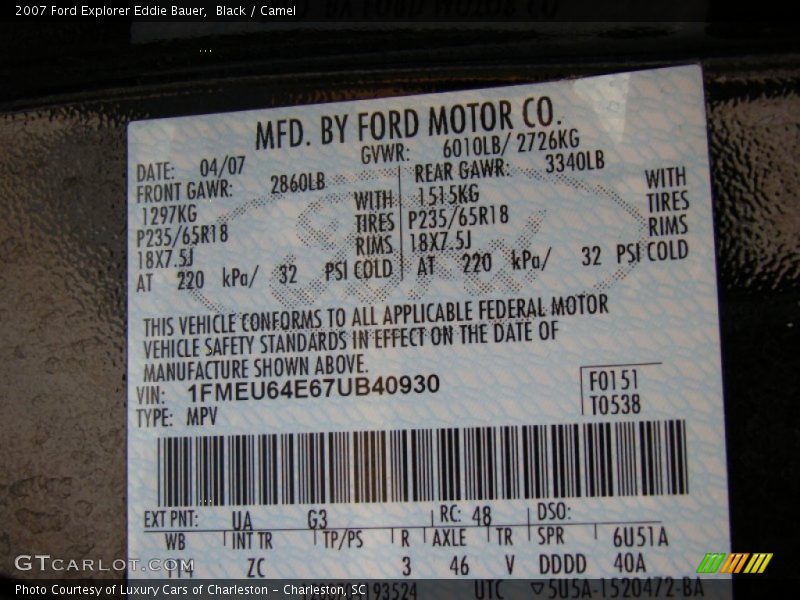 2007 Ford Explorer Eddie Bauer, Black / Camel
MFD. BY FORD MOTOR CO.
DATE: 04/07 GVWR: 6010LB/ 2726KG
FRONT GAWR: 2860LB REAR GAWR: 3340LB
1297KG WITH 1515KG WITH
P235/65R18 TIRES P235/65R18 TIRES
18X7.5J RIMS 18X7.5J RIMS
AT 220 kPa/ 32 PSI COLD AT 220 kPa/ 32 PSI COLD
THIS VEHICLE CONFORMS TO ALL APPLICABLE FEDERAL MOTOR
VEHICLE SAFETY STANDARDS IN EFFECT ON THE DATE OF
MANUFACTURE SHOWN ABOVE.
VIN: 1FMEU64E67UB40930
TYPE: MPV
F0151
T0538
EXT PNT: UA G3 RC: 48 DSO:
WB INT TR TP/PS R AXLE TR SPR 6U51A
114 ZC 3 46 V DDDD 40A
UTC ▽5U5A-1520472-BA
GTCARLOT.COM
Photo Courtesy of Luxury Cars of Charleston - Charleston, SC